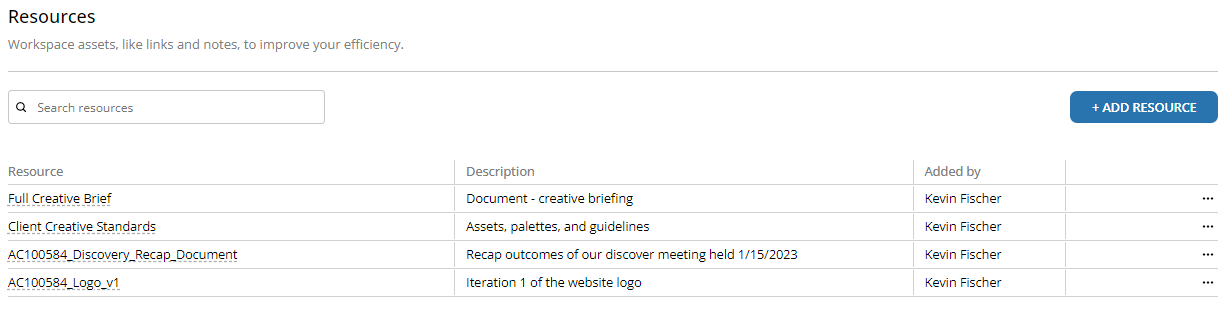 Resources
Workspace assets, like links and notes, to improve your efficiency.
Search resources
+ ADD RESOURCE
Resource Description Added by
Full Creative Brief Document - creative briefing Kevin Fischer
Client Creative Standards Assets, palettes, and guidelines Kevin Fischer
AC100584_Discovery_Recap_Document Recap outcomes of our discover meeting held 1/15/2023 Kevin Fischer
AC100584_Logo_v1 Iteration 1 of the website logo Kevin Fischer